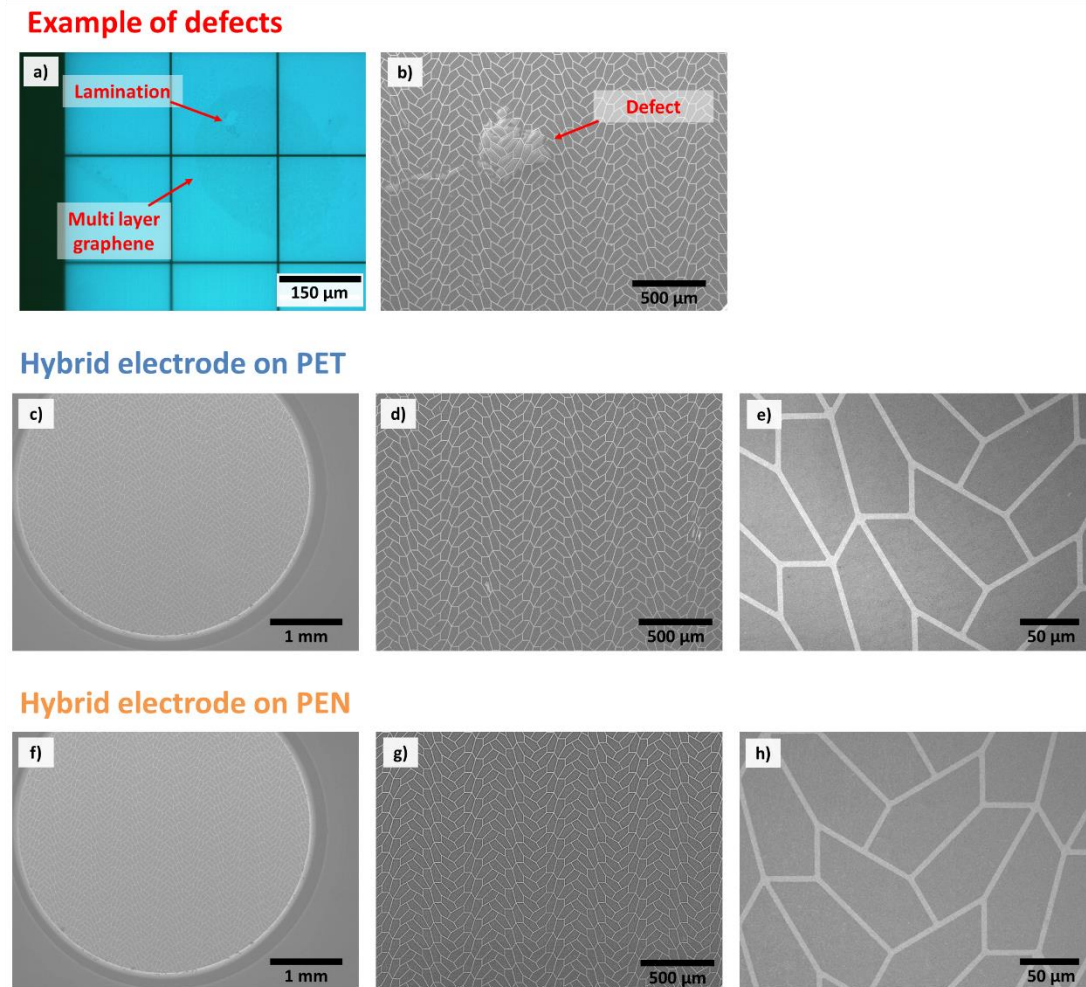 Example of defects
a)
Lamination
Multi layer
graphene
150 µm
b)
Defect
500 µm
Hybrid electrode on PET
c)
1 mm
d)
500 µm
e)
50 µm
Hybrid electrode on PEN
f)
1 mm
g)
500 µm
h)
50 µm